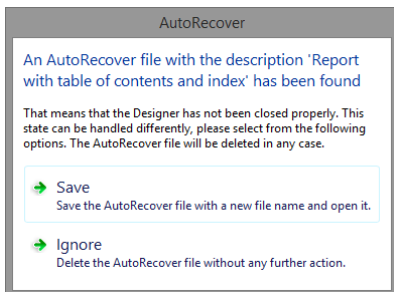 AutoRecover
An AutoRecover file with the description 'Report
with table of contents and index' has been found
That means that the Designer has not been closed properly. This
state can be handled differently, please select from the following
options. The AutoRecover file will be deleted in any case.
Save
Save the AutoRecover file with a new file name and open it.
Ignore
Delete the AutoRecover file without any further action.